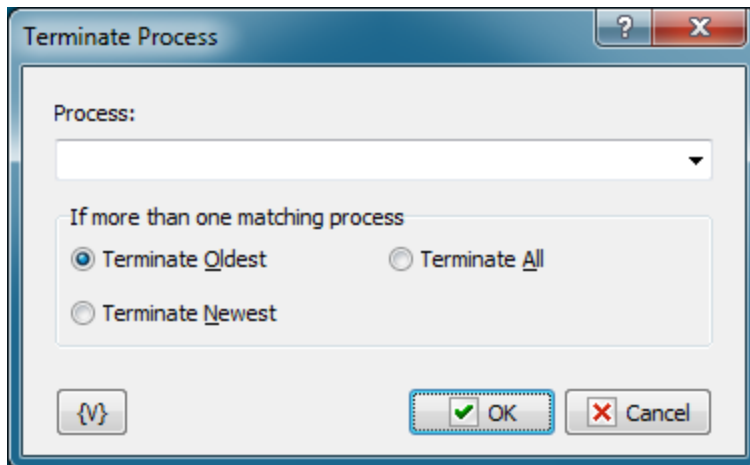 Terminate Process
?
Process:
If more than one matching process
Terminate Oldest
Terminate All
Terminate Newest
{V}
OK
Cancel